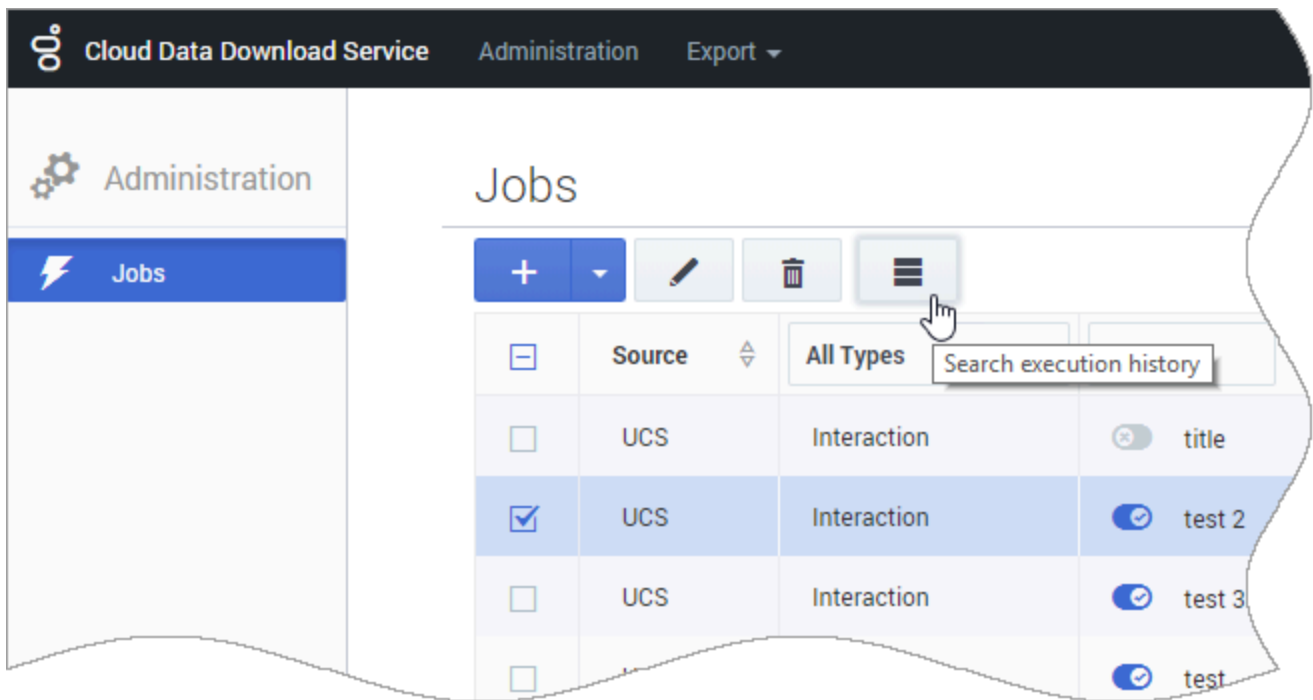 Cloud Data Download Service Administration Export
Administration
Jobs
Jobs
Source All Types
Search execution history
UCS Interaction title
UCS Interaction test 2
UCS Interaction test 3
test